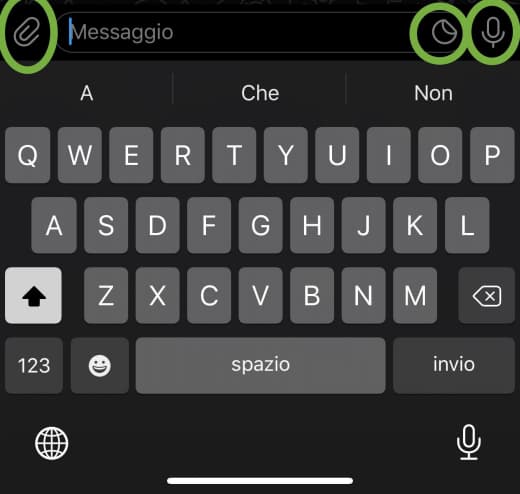 Messaggio
A Che Non
Q W E R T Y U I O P
A S D F G H J K L
Z X C V B N M
123 spazio invio